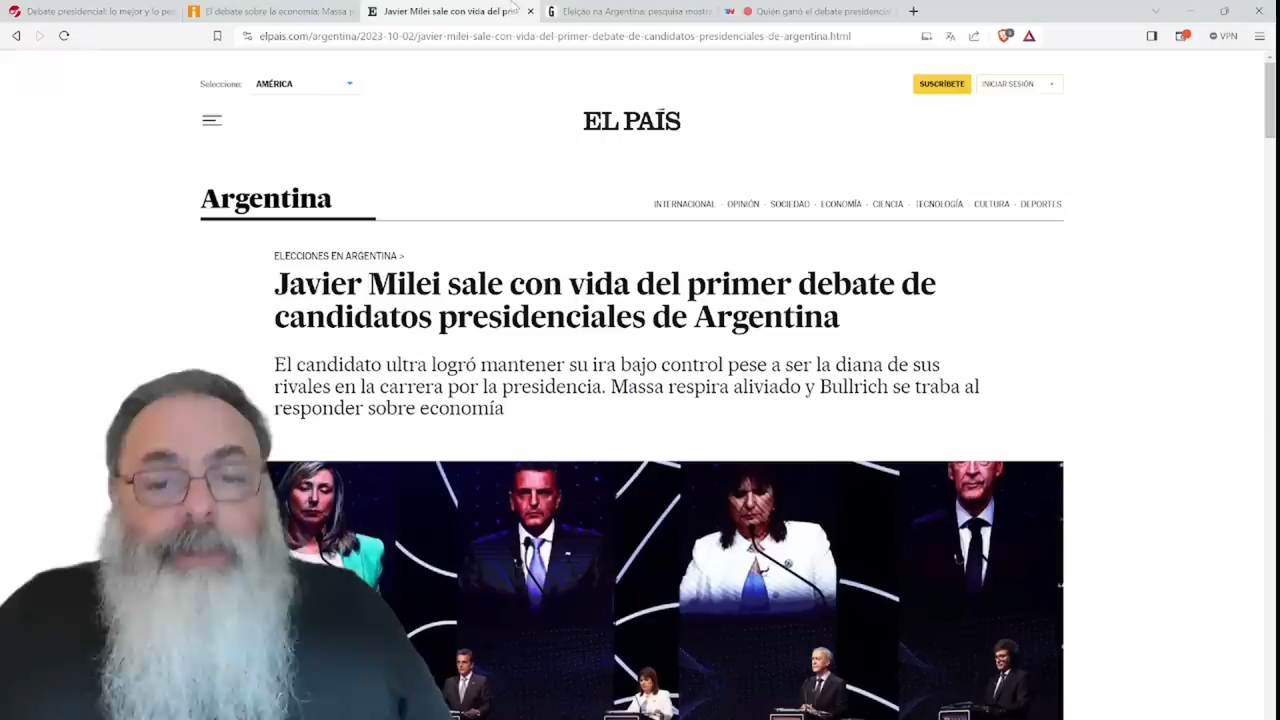 Debate presidencial: lo mejor y lo pe
El debate sobre la economía: Massa p
Javier Milei sale con vida del p
Eleição na Argentina: pesquisa mostra
Quién ganó el debate presidencial
elpais.com/argentina/2023-10-02/javier-milei-sale-con-vida-del-primer-debate-de-candidatos-presidenciales-de-argentina.html
VPN
Seleccione:
AMÉRICA
SUSCRÍBETE
INICIAR SESIÓN
EL PAÍS
Argentina
INTERNACIONAL · OPINIÓN · SOCIEDAD · ECONOMÍA · CIENCIA · TECNOLOGÍA · CULTURA · DEPORTES
ELECCIONES EN ARGENTINA >
Javier Milei sale con vida del primer debate de
candidatos presidenciales de Argentina
El candidato ultra logró mantener su ira bajo control pese a ser la diana de sus
rivales en la carrera por la presidencia. Massa respira aliviado y Bullrich se traba al
responder sobre economía